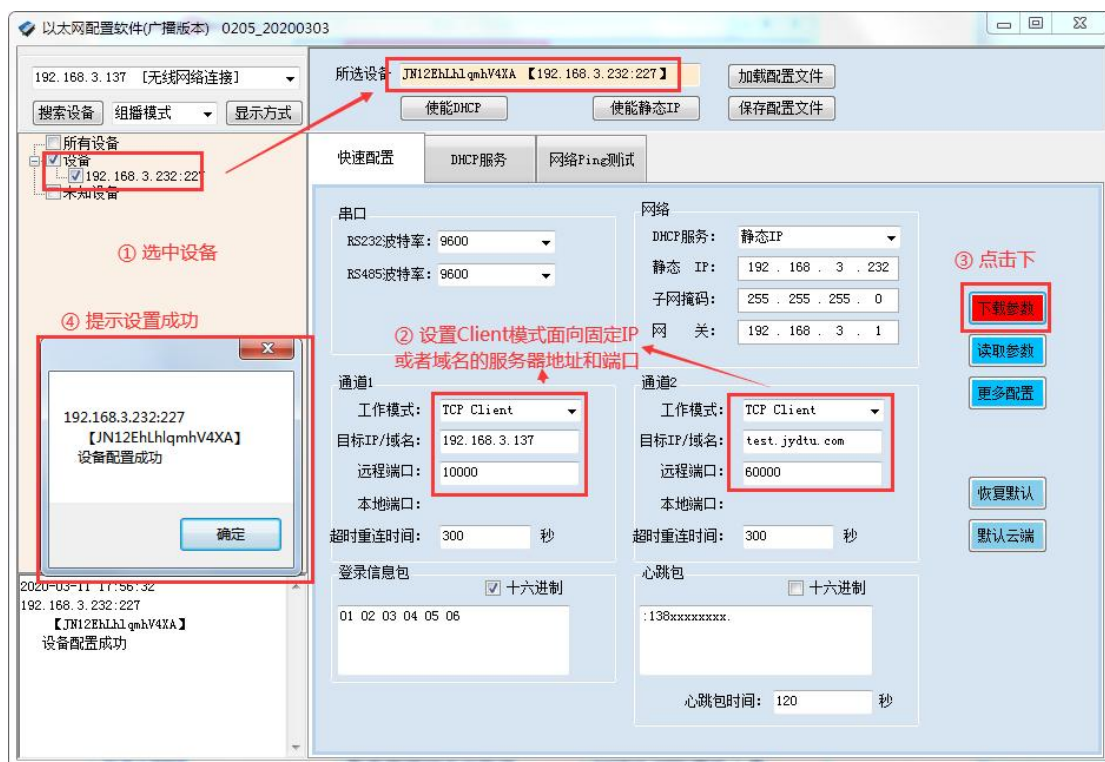 以太网配置软件(广播版本) 0205_20200303
192.168.3.137 [无线网络连接]
搜索设备 组播模式 显示方式
所有设备
设备
192.168.3.232:227
未知设备
① 选中设备
④ 提示设置成功
192.168.3.232:227
【JN12EhLhlqmhV4XA】
设备配置成功
确定
2020-03-11 17:56:32
192.168.3.232:227
【JN12EhLhlqmhV4XA】
设备配置成功
所选设备 JN12EhLhlqmhV4XA 【192.168.3.232:227】 加载配置文件
使能DHCP 使能静态IP 保存配置文件
快速配置 DHCP服务 网络Ping测试
串口
RS232波特率: 9600
RS485波特率: 9600
网络
DHCP服务: 静态IP
静态 IP: 192 . 168 . 3 . 232
子网掩码: 255 . 255 . 255 . 0
网 关: 192 . 168 . 3 . 1
② 设置Client模式面向固定IP
或者域名的服务器地址和端口
通道1
工作模式: TCP Client
目标IP/域名: 192.168.3.137
远程端口: 10000
本地端口:
超时重连时间: 300 秒
通道2
工作模式: TCP Client
目标IP/域名: test.jydtu.com
远程端口: 60000
本地端口:
超时重连时间: 300 秒
登录信息包
十六进制
01 02 03 04 05 06
心跳包
十六进制
:138xxxxxxxx.
心跳包时间: 120 秒
③ 点击下
下载参数
读取参数
更多配置
恢复默认
默认云端